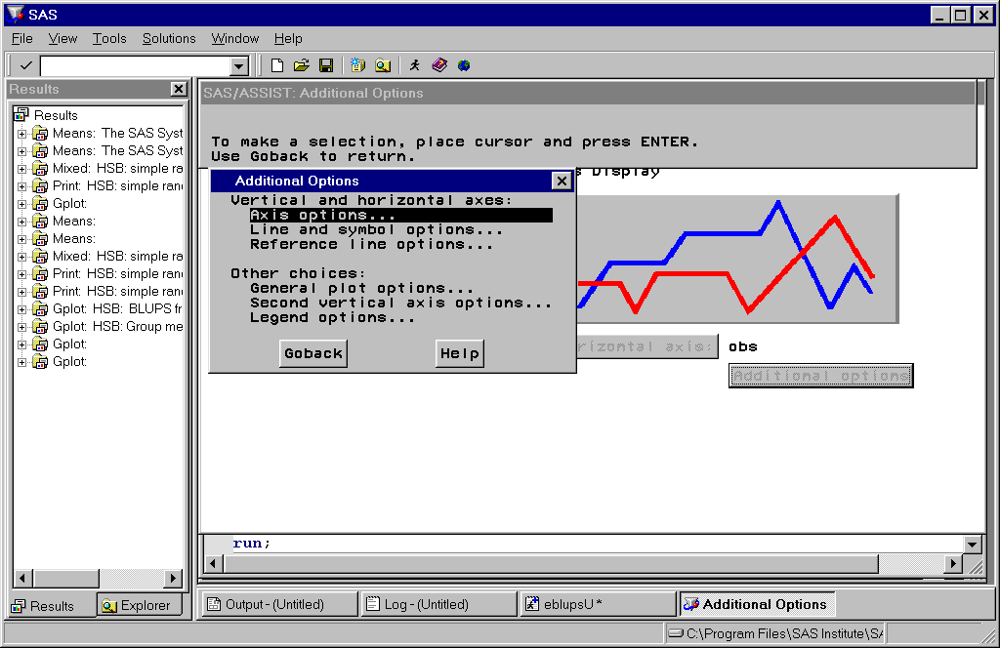 SAS
File View Tools Solutions Window Help
Results
Results
Means: The SAS Syst
Means: The SAS Syst
Mixed: HSB: simple ra
Print: HSB: simple ran
Gplot:
Means:
Means:
Mixed: HSB: simple ra
Print: HSB: simple ran
Print: HSB: simple ran
Gplot: HSB: BLUPS fr
Gplot: HSB: Group me
Gplot:
Gplot:
Results Explorer
SAS/ASSIST: Additional Options
To make a selection, place cursor and press ENTER.
Use Goback to return.
s Display
Additional Options
Vertical and horizontal axes:
Axis options...
Line and symbol options...
Reference line options...
Other choices:
General plot options...
Second vertical axis options...
Legend options...
Goback Help
rizontal axis: obs
Additional options
run;
Output - (Untitled) Log - (Untitled) eblupsU * Additional Options
C:\Program Files\SAS Institute\SA